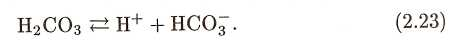 H₂CO₃ ⇄ H⁺ + HCO₃⁻. (2.23)